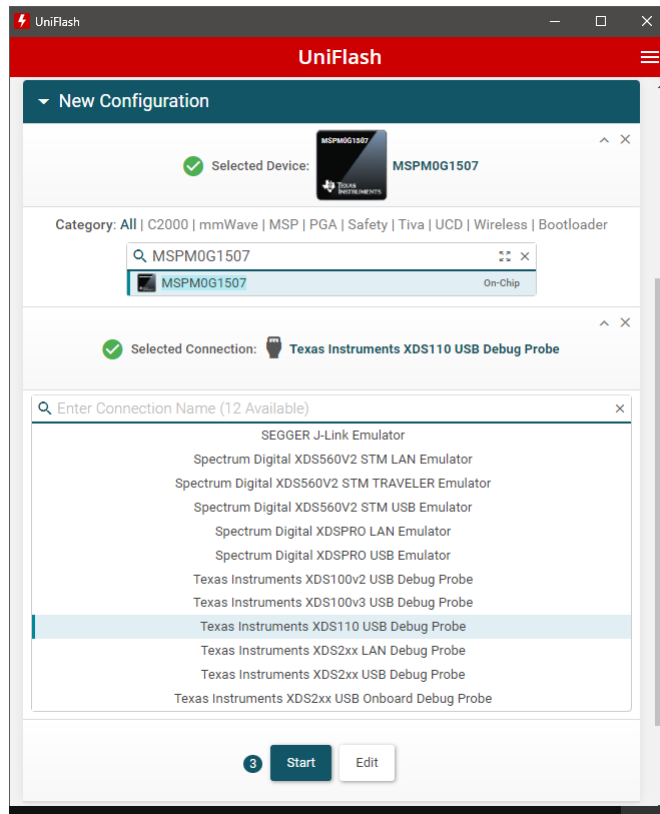 UniFlash
UniFlash
New Configuration
Selected Device:
MSPM0G1507
TEXAS
INSTRUMENTS
MSPM0G1507
Category: All | C2000 | mmWave | MSP | PGA | Safety | Tiva | UCD | Wireless | Bootloader
MSPM0G1507
MSPM0G1507 On-Chip
Selected Connection: Texas Instruments XDS110 USB Debug Probe
Enter Connection Name (12 Available)
SEGGER J-Link Emulator
Spectrum Digital XDS560V2 STM LAN Emulator
Spectrum Digital XDS560V2 STM TRAVELER Emulator
Spectrum Digital XDS560V2 STM USB Emulator
Spectrum Digital XDSPRO LAN Emulator
Spectrum Digital XDSPRO USB Emulator
Texas Instruments XDS100v2 USB Debug Probe
Texas Instruments XDS100v3 USB Debug Probe
Texas Instruments XDS110 USB Debug Probe
Texas Instruments XDS2xx LAN Debug Probe
Texas Instruments XDS2xx USB Debug Probe
Texas Instruments XDS2xx USB Onboard Debug Probe
3 Start Edit